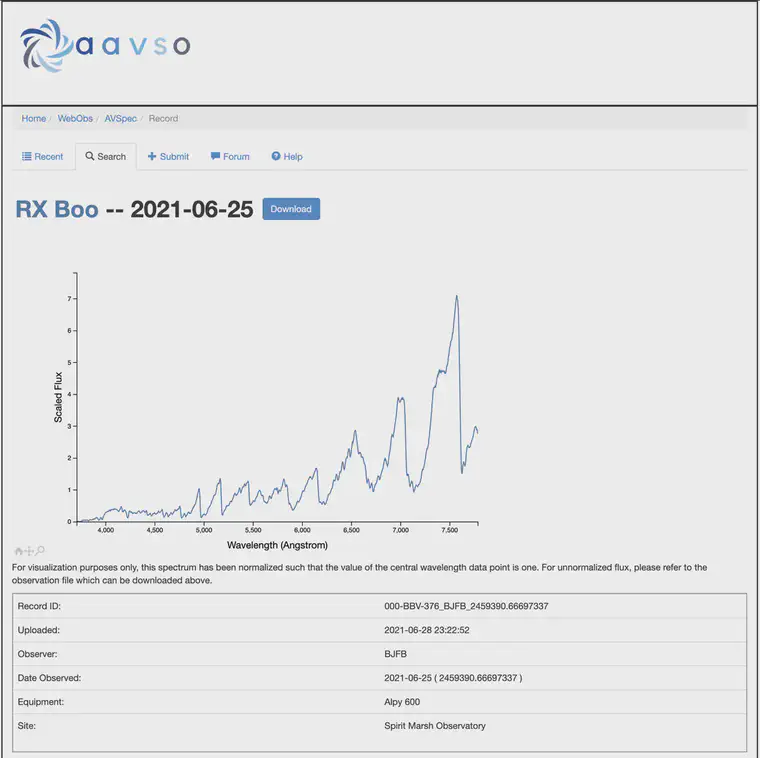 aavso
Home / WebObs / AVSpec / Record
Recent Search Submit Forum Help
RX Boo -- 2021-06-25 Download
7
6
5
4
3
2
1
0
Scaled Flux
4,000 4,500 5,000 5,500 6,000 6,500 7,000 7,500
Wavelength (Angstrom)
For visualization purposes only, this spectrum has been normalized such that the value of the central wavelength data point is one. For unnormalized flux, please refer to the
observation file which can be downloaded above.
Record ID: 000-BBV-376_BJFB_2459390.66697337
Uploaded: 2021-06-28 23:22:52
Observer: BJFB
Date Observed: 2021-06-25 ( 2459390.66697337 )
Equipment: Alpy 600
Site: Spirit Marsh Observatory